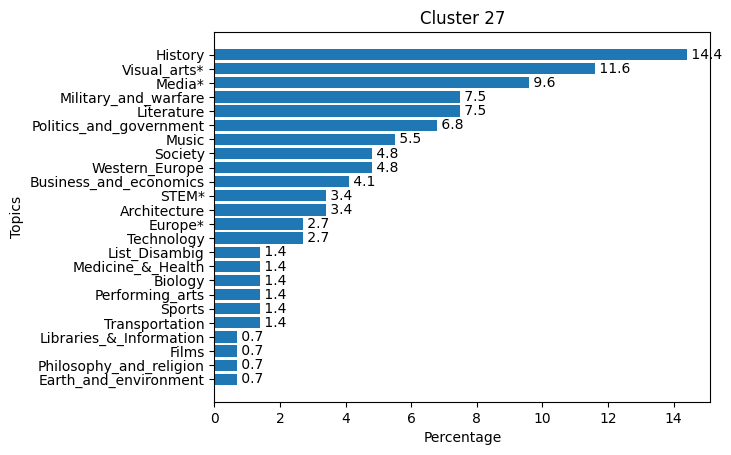 Cluster 27
Topics
History 14.4
Visual_arts* 11.6
Media* 9.6
Military_and_warfare 7.5
Literature 7.5
Politics_and_government 6.8
Music 5.5
Society 4.8
Western_Europe 4.8
Business_and_economics 4.1
STEM* 3.4
Architecture 3.4
Europe* 2.7
Technology 2.7
List_Disambig 1.4
Medicine_&_Health 1.4
Biology 1.4
Performing_arts 1.4
Sports 1.4
Transportation 1.4
Libraries_&_Information 0.7
Films 0.7
Philosophy_and_religion 0.7
Earth_and_environment 0.7
0 2 4 6 8 10 12 14
Percentage